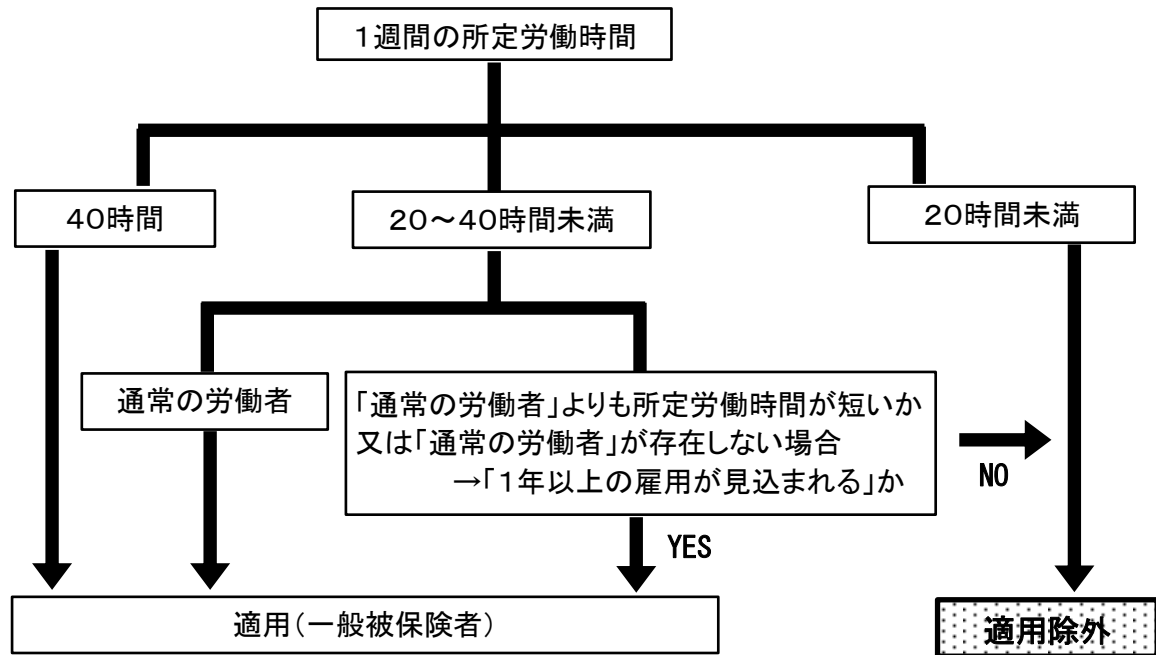 1週間の所定労働時間
40時間
20～40時間未満
20時間未満
通常の労働者
「通常の労働者」よりも所定労働時間が短いか
又は「通常の労働者」が存在しない場合
→「1年以上の雇用が見込まれる」か
NO
YES
適用(一般被保険者)
適用除外